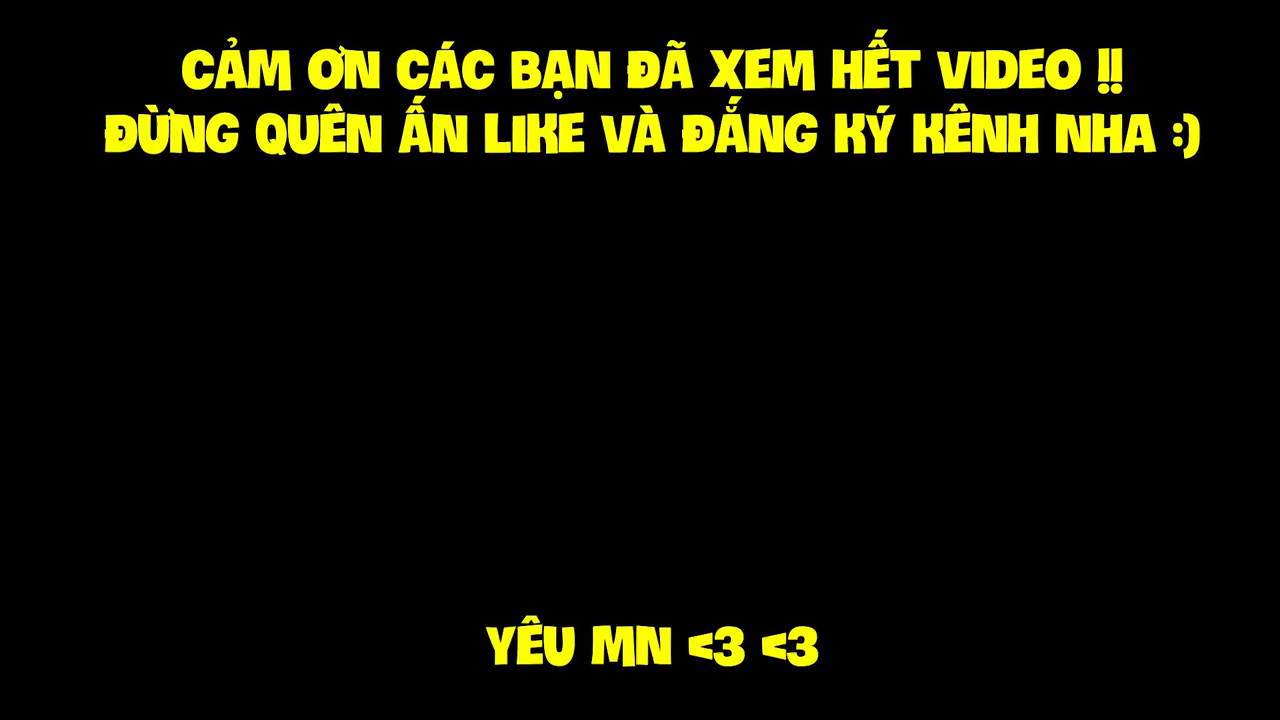 CẢM ƠN CÁC BẠN ĐÃ XEM HẾT VIDEO !!
ĐỪNG QUÊN ẤN LIKE VÀ ĐẮNG KÝ KÊNH NHA :)
YÊU MN <3 <3